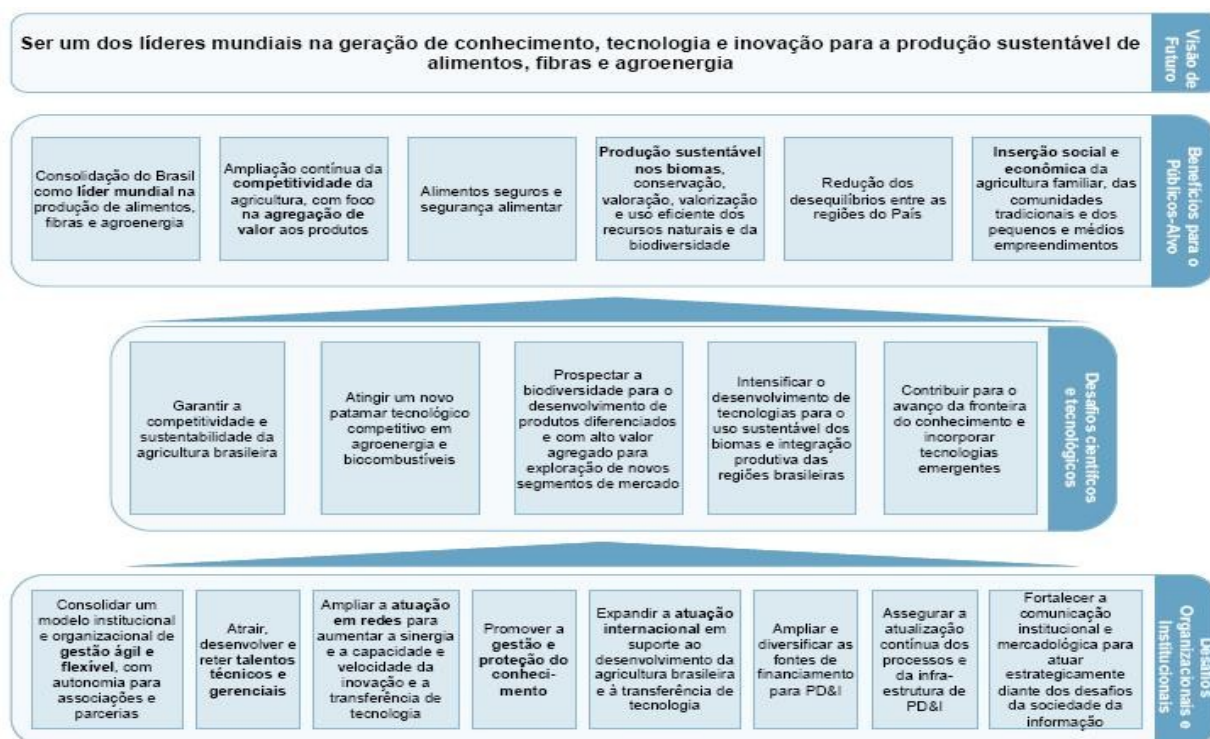 Ser um dos líderes mundiais na geração de conhecimento, tecnologia e inovação para a produção sustentável de
alimentos, fibras e agroenergia
Visão de
Futuro
Consolidação do Brasil
como líder mundial na
produção de alimentos,
fibras e agroenergia
Ampliação contínua da
competitividade da
agricultura, com foco
na agregação de
valor aos produtos
Alimentos seguros e
segurança alimentar
Produção sustentável
nos biomas,
conservação,
valoração, valorização
e uso eficiente dos
recursos naturais e da
biodiversidade
Redução dos
desequilíbrios entre as
regiões do País
Inserção social e
econômica da
agricultura familiar, das
comunidades
tradicionais e dos
pequenos e médios
empreendimentos
Benefícios para o
Públicos-Alvo
Garantir a
competitividade e
sustentabilidade da
agricultura brasileira
Atingir um novo
patamar tecnológico
competitivo em
agroenergia e
biocombustíveis
Prospectar a
biodiversidade para o
desenvolvimento de
produtos diferenciados
e com alto valor
agregado para
exploração de novos
segmentos de mercado
Intensificar o
desenvolvimento de
tecnologias para o
uso sustentável dos
biomas e integração
produtiva das
regiões brasileiras
Contribuir para o
avanço da fronteira
do conhecimento e
incorporar
tecnologias
emergentes
Desafios científcos
e tecnológicos
Consolidar um
modelo institucional
e organizacional de
gestão ágil e
flexível, com
autonomia para
associações e
parcerias
Atrair,
desenvolver e
reter talentos
técnicos e
gerenciais
Ampliar a atuação
em redes para
aumentar a sinergia
e a capacidade e
velocidade da
inovação e a
transferência de
tecnologia
Promover a
gestão e
proteção do
conheci-
mento
Expandir a atuação
internacional em
suporte ao
desenvolvimento da
agricultura brasileira
e à transferência de
tecnologia
Ampliar e
diversificar as
fontes de
financiamento
para PD&I
Assegurar a
atualização
contínua dos
processos e
da infra-
estrutura de
PD&I
Fortalecer a
comunicação
institucional e
mercadológica para
atuar
estrategicamente
diante dos desafios
da sociedade da
informação
Desafios
Organizacionais e
Institucionais